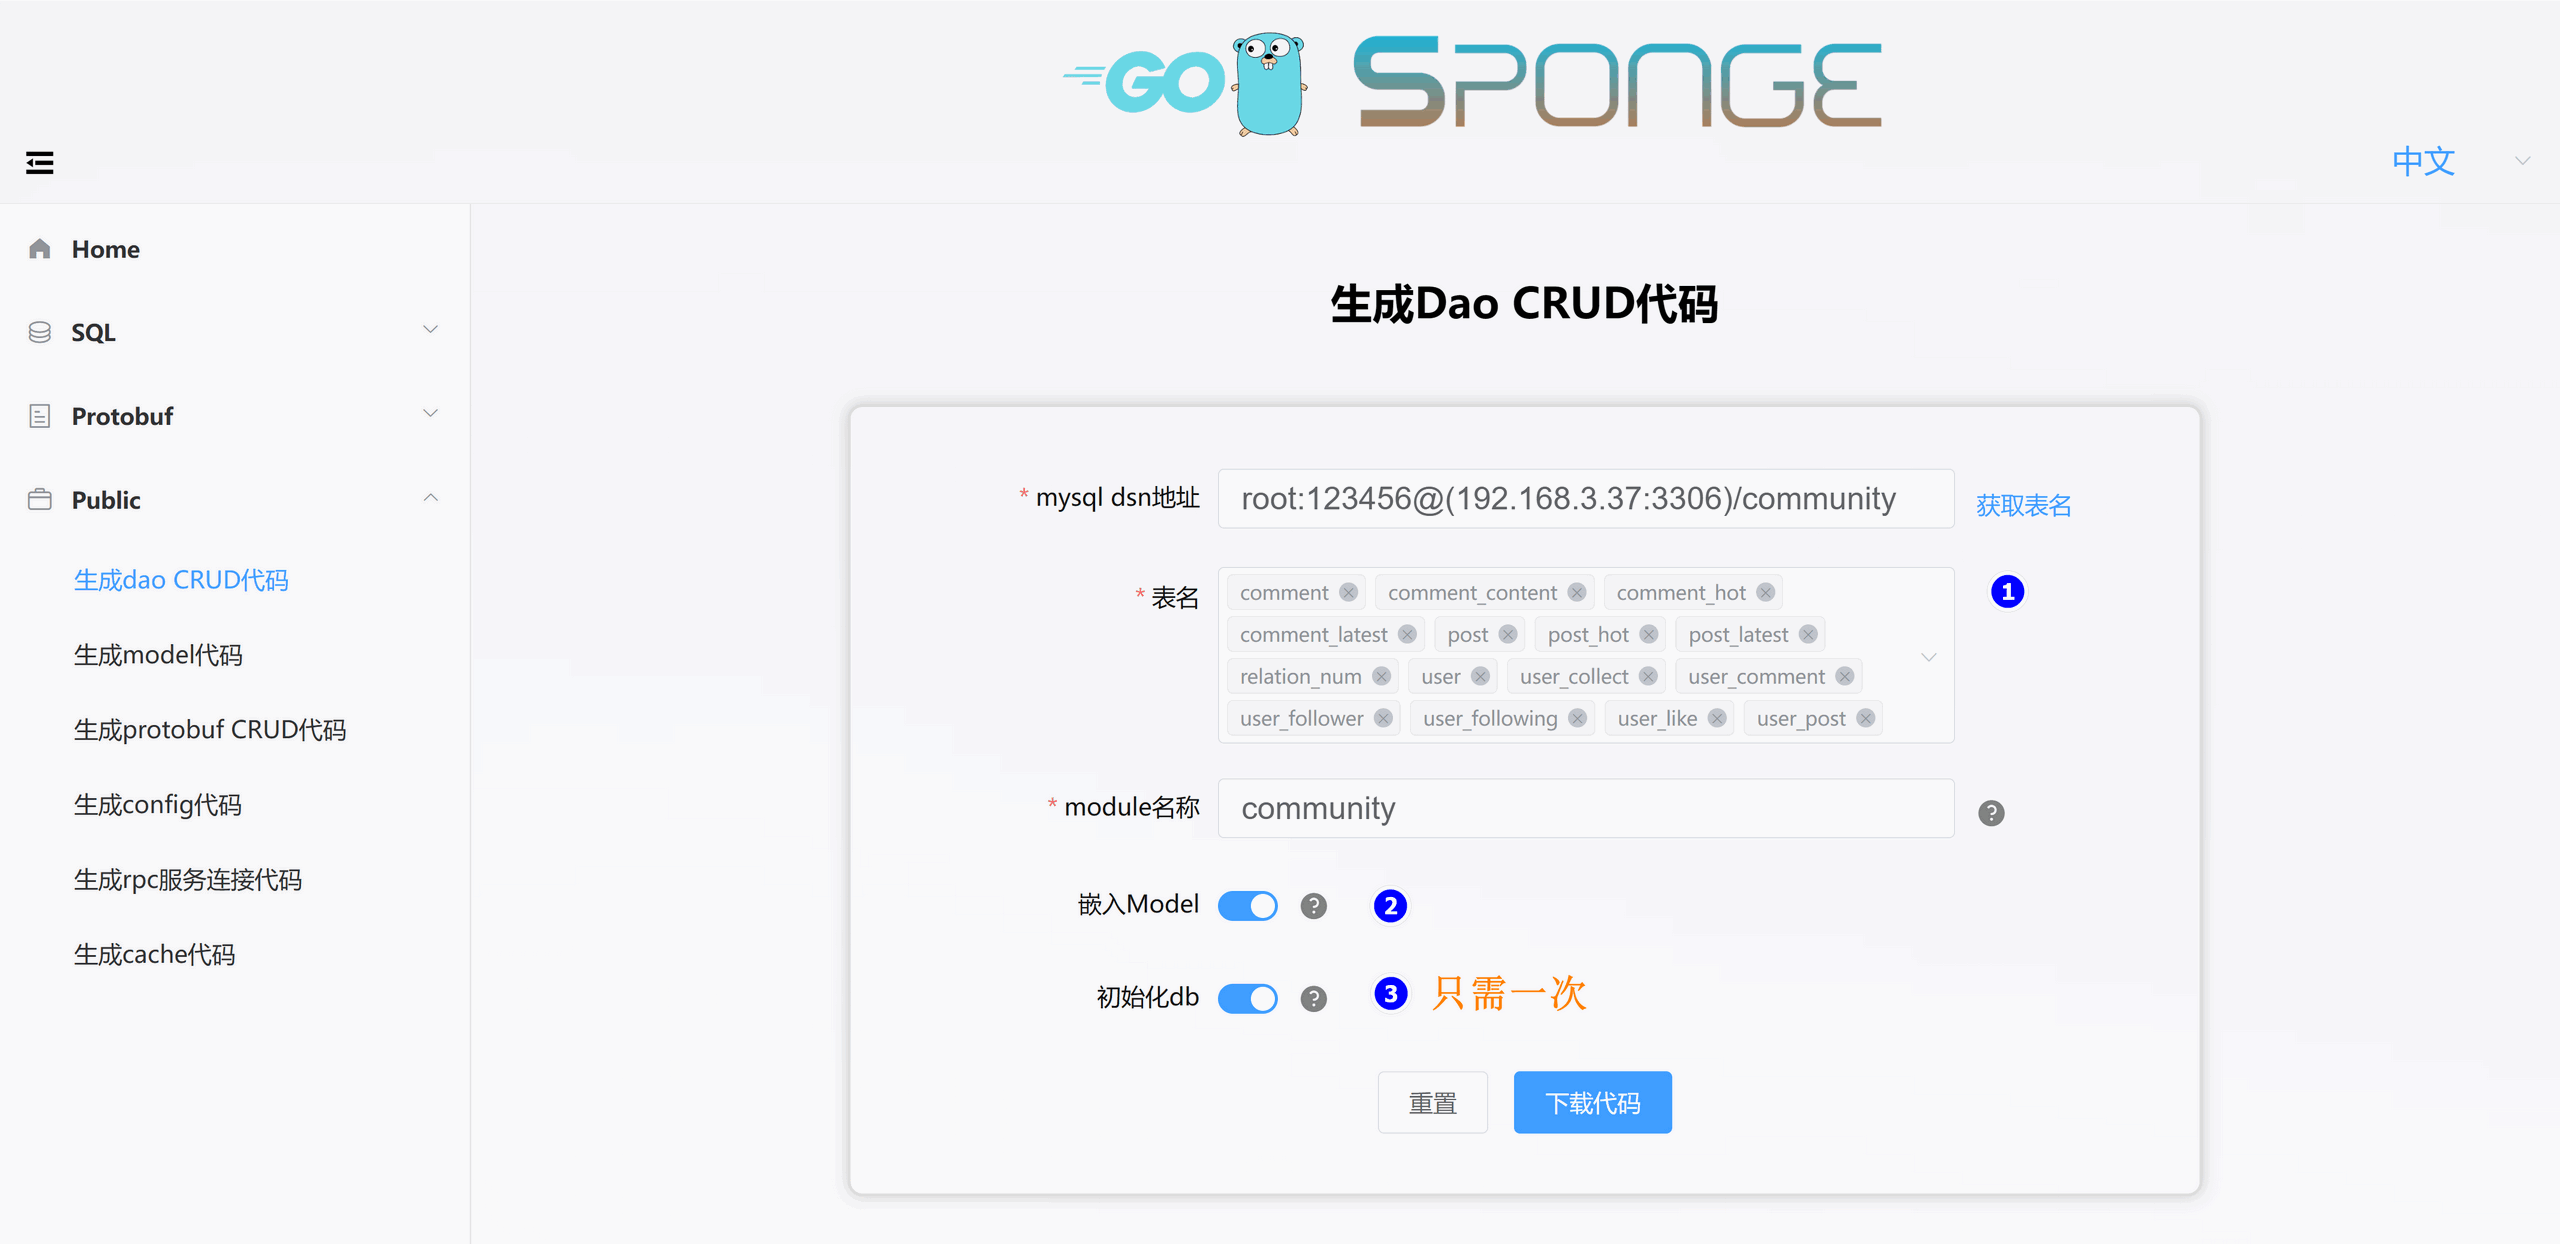 GO SPONGE
中文
Home
SQL
Protobuf
Public
生成dao CRUD代码
生成model代码
生成protobuf CRUD代码
生成config代码
生成rpc服务连接代码
生成cache代码
生成Dao CRUD代码
* mysql dsn地址 root:123456@(192.168.3.37:3306)/community 获取表名
* 表名 comment comment_content comment_hot 1
comment_latest post post_hot post_latest
relation_num user user_collect user_comment
user_follower user_following user_like user_post
* module名称 community ?
嵌入Model ? 2
初始化db ? 3 只需一次
重置 下载代码